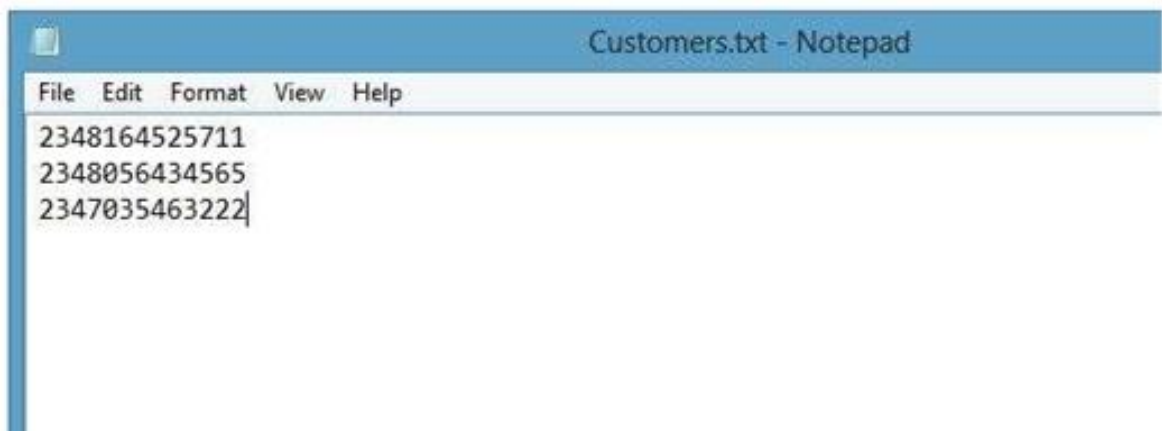 Customers.txt - Notepad
File Edit Format View Help
2348164525711
2348056434565
2347035463222